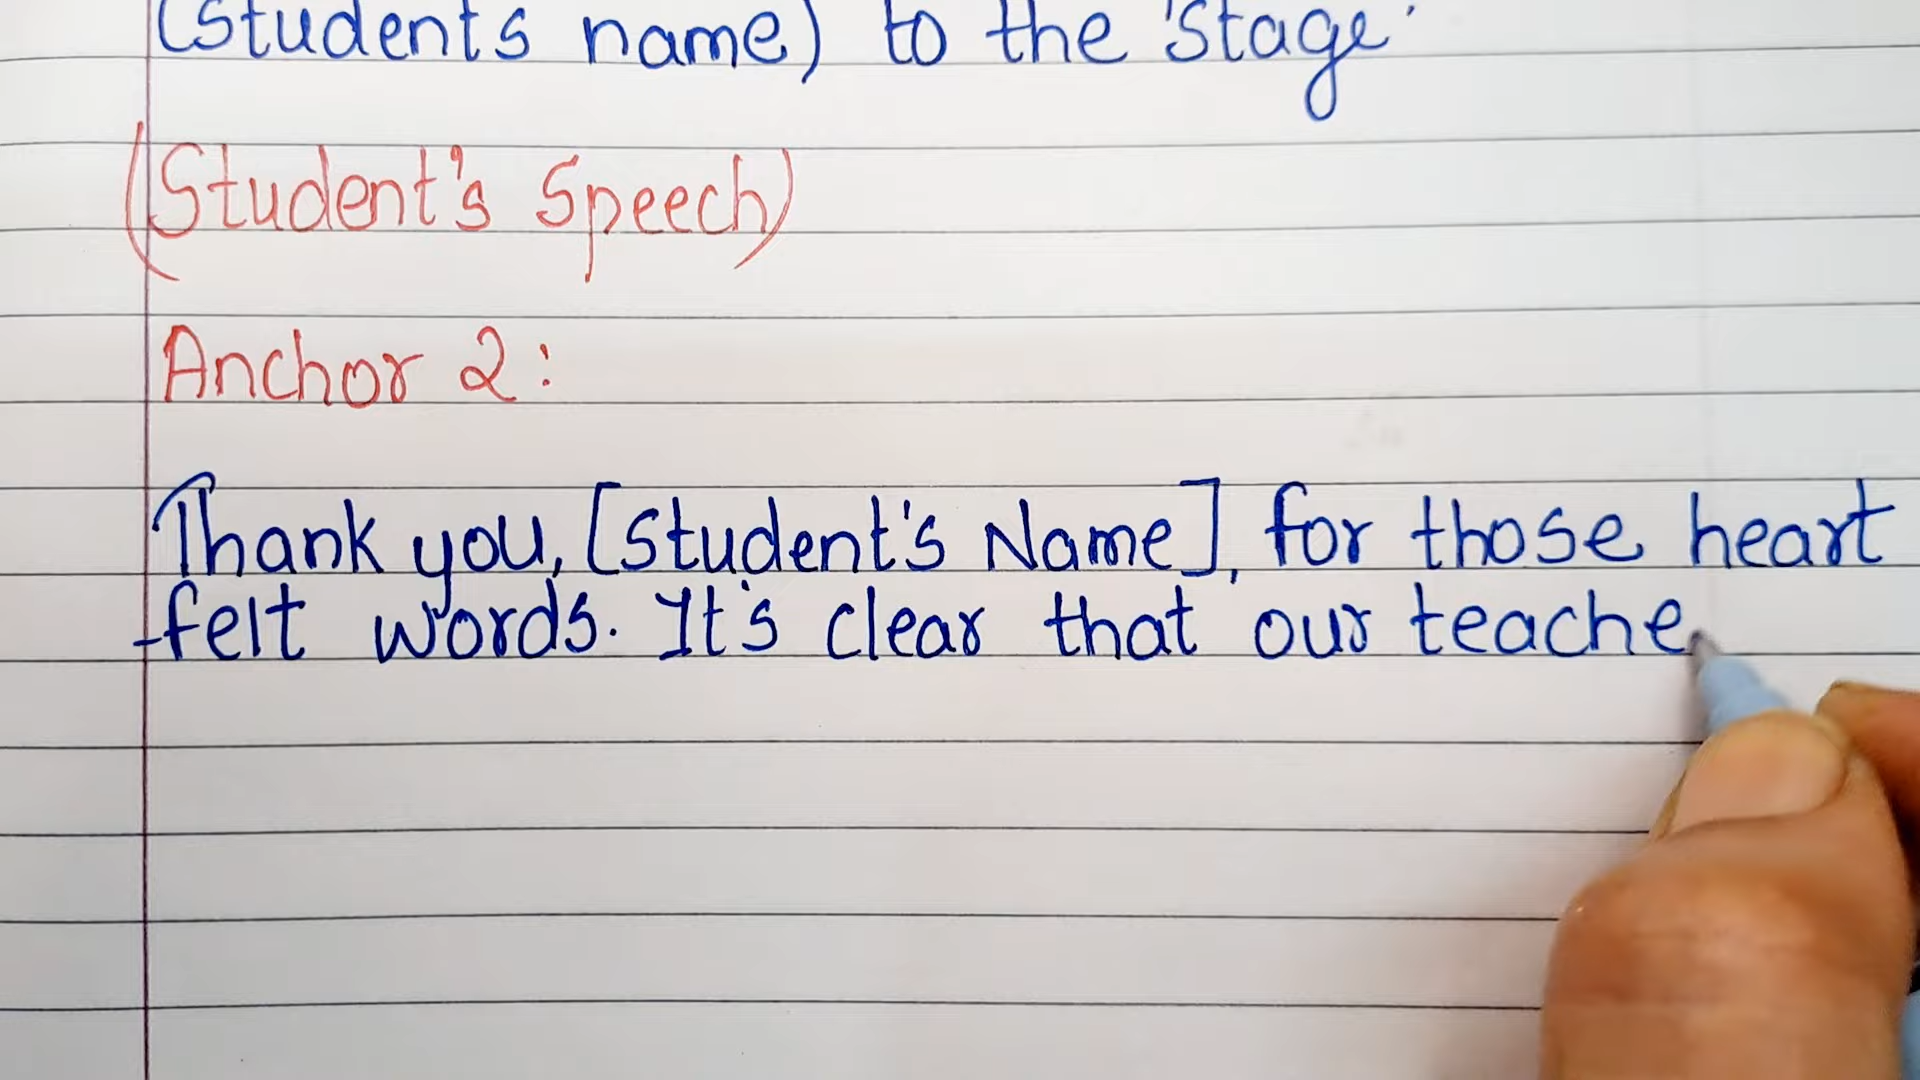 (Students name) to the stage.
(Student's Speech)
Anchor 2:
Thank you, [Student's Name], for those heart
-felt words. It's clear that our teache